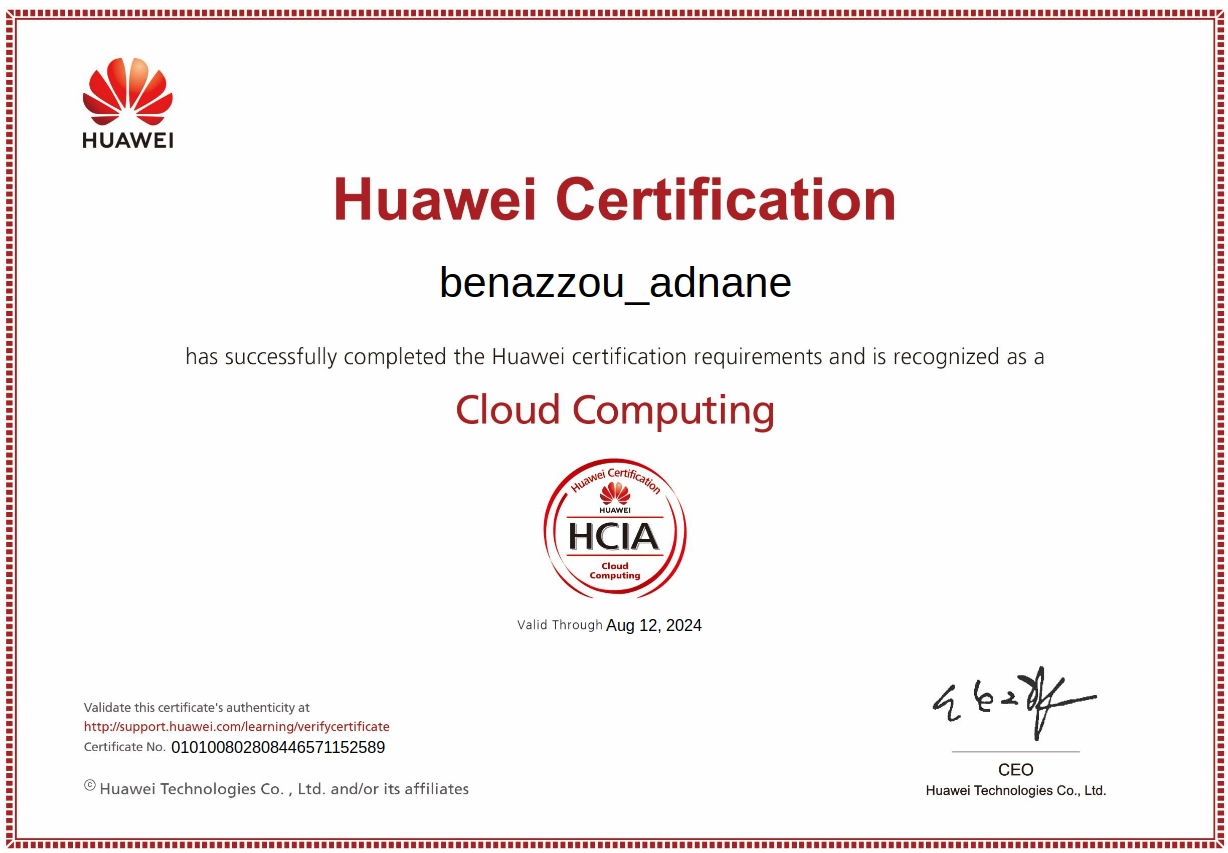 HUAWEI
Huawei Certification
benazzou_adnane
has successfully completed the Huawei certification requirements and is recognized as a
Cloud Computing
Huawei Certification
HUAWEI
HCIA
Cloud
Computing
Valid Through Aug 12, 2024
Validate this certificate's authenticity at
http://support.huawei.com/learning/verifycertificate
Certificate No. 010100802808446571152589
© Huawei Technologies Co. , Ltd. and/or its affiliates
CEO
Huawei Technologies Co., Ltd.